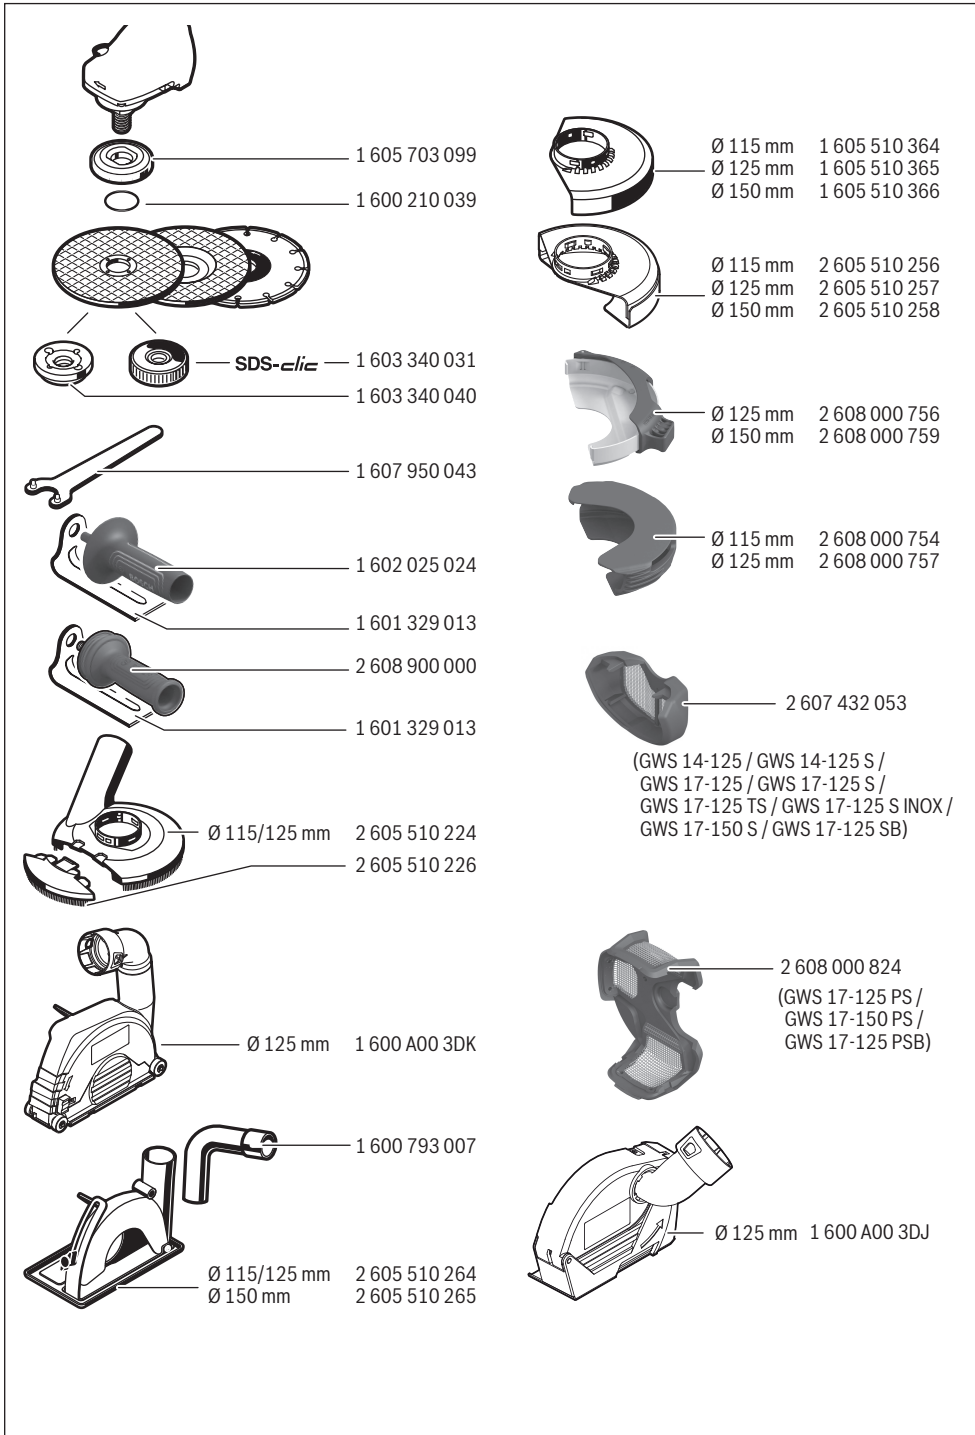 1 605 703 099
1 600 210 039
SDS-clic 1 603 340 031
1 603 340 040
1 607 950 043
BOSCH
1 602 025 024
1 601 329 013
2 608 900 000
1 601 329 013
Ø 115/125 mm 2 605 510 224
2 605 510 226
Ø 125 mm 1 600 A00 3DK
1 600 793 007
Ø 115/125 mm 2 605 510 264
Ø 150 mm 2 605 510 265
Ø 115 mm 1 605 510 364
Ø 125 mm 1 605 510 365
Ø 150 mm 1 605 510 366
Ø 115 mm 2 605 510 256
Ø 125 mm 2 605 510 257
Ø 150 mm 2 605 510 258
Ø 125 mm 2 608 000 756
Ø 150 mm 2 608 000 759
Ø 115 mm 2 608 000 754
Ø 125 mm 2 608 000 757
2 607 432 053
(GWS 14-125 / GWS 14-125 S /
GWS 17-125 / GWS 17-125 S /
GWS 17-125 TS / GWS 17-125 S INOX /
GWS 17-150 S / GWS 17-125 SB)
2 608 000 824
(GWS 17-125 PS /
GWS 17-150 PS /
GWS 17-125 PSB)
Ø 125 mm 1 600 A00 3DJ